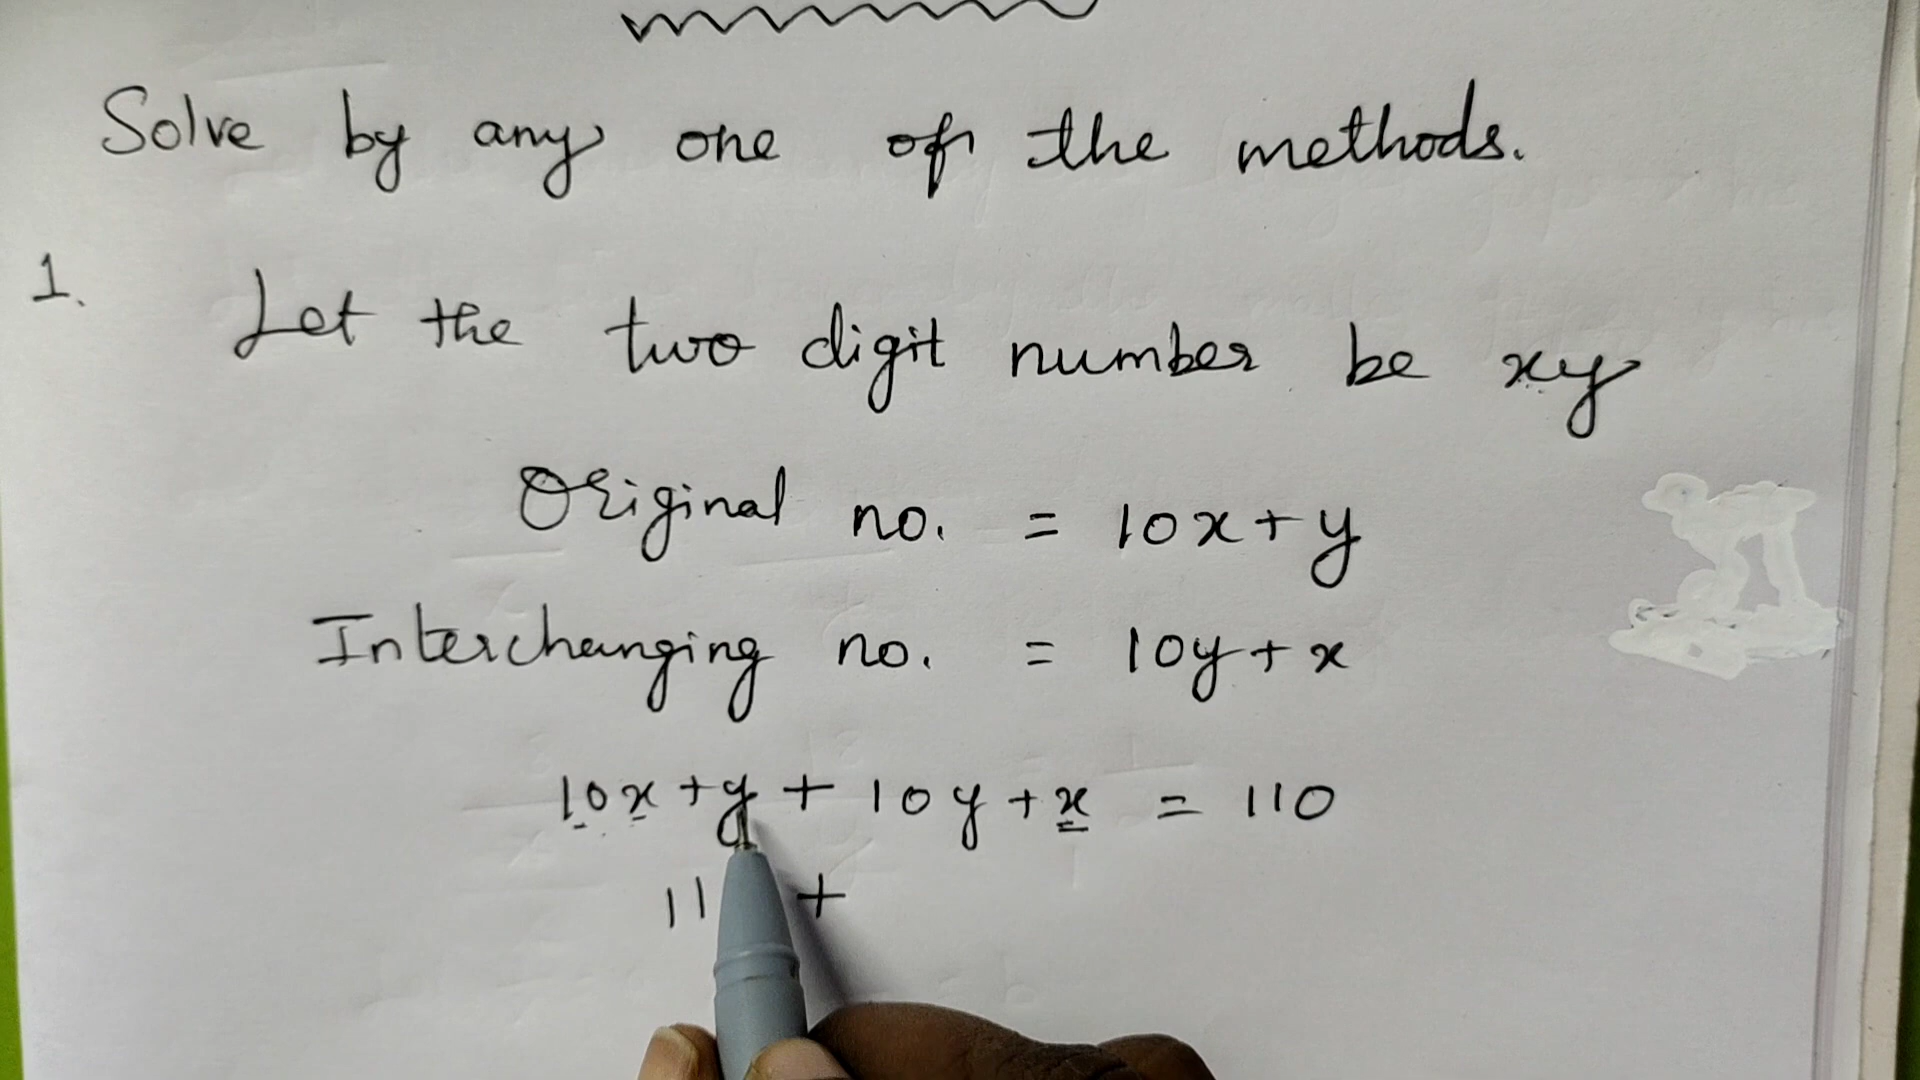 Solve by any one of the methods.
1. Let the two digit number be xy
Original no. = 10x+y
Interchanging no. = 10y+x
10x+y + 10y+x = 110
11 +